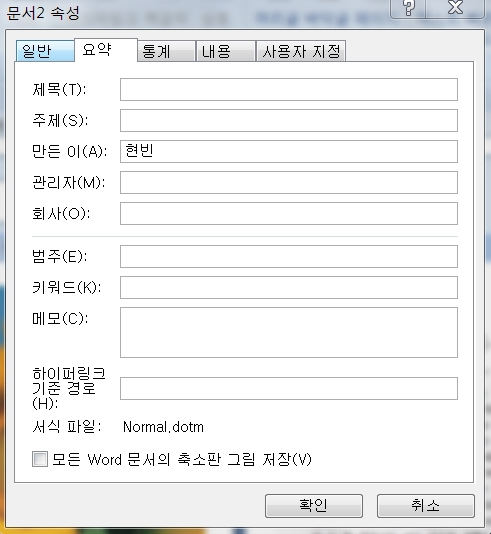 문서2 속성
일반 요약 통계 내용 사용자 지정
제목(T):
주제(S):
만든 이(A): 현빈
관리자(M):
회사(O):
범주(E):
키워드(K):
메모(C):
하이퍼링크
기준 경로
(H):
서식 파일: Normal.dotm
모든 Word 문서의 축소판 그림 저장(V)
확인 취소